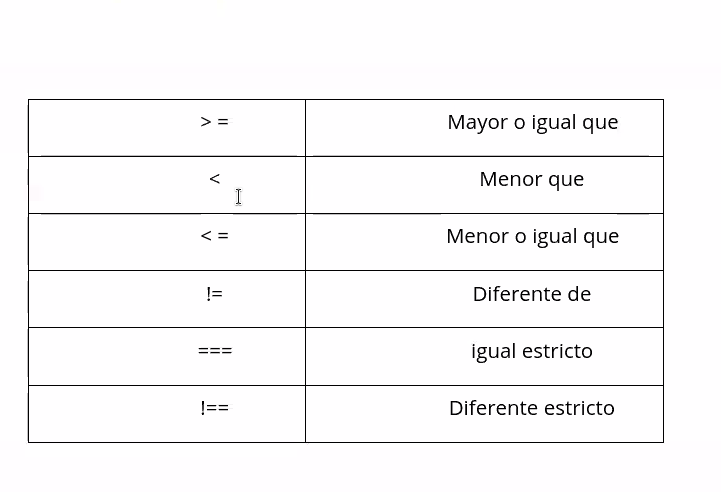 > = Mayor o igual que
< Menor que
< = Menor o igual que
!= Diferente de
=== igual estricto
!== Diferente estricto